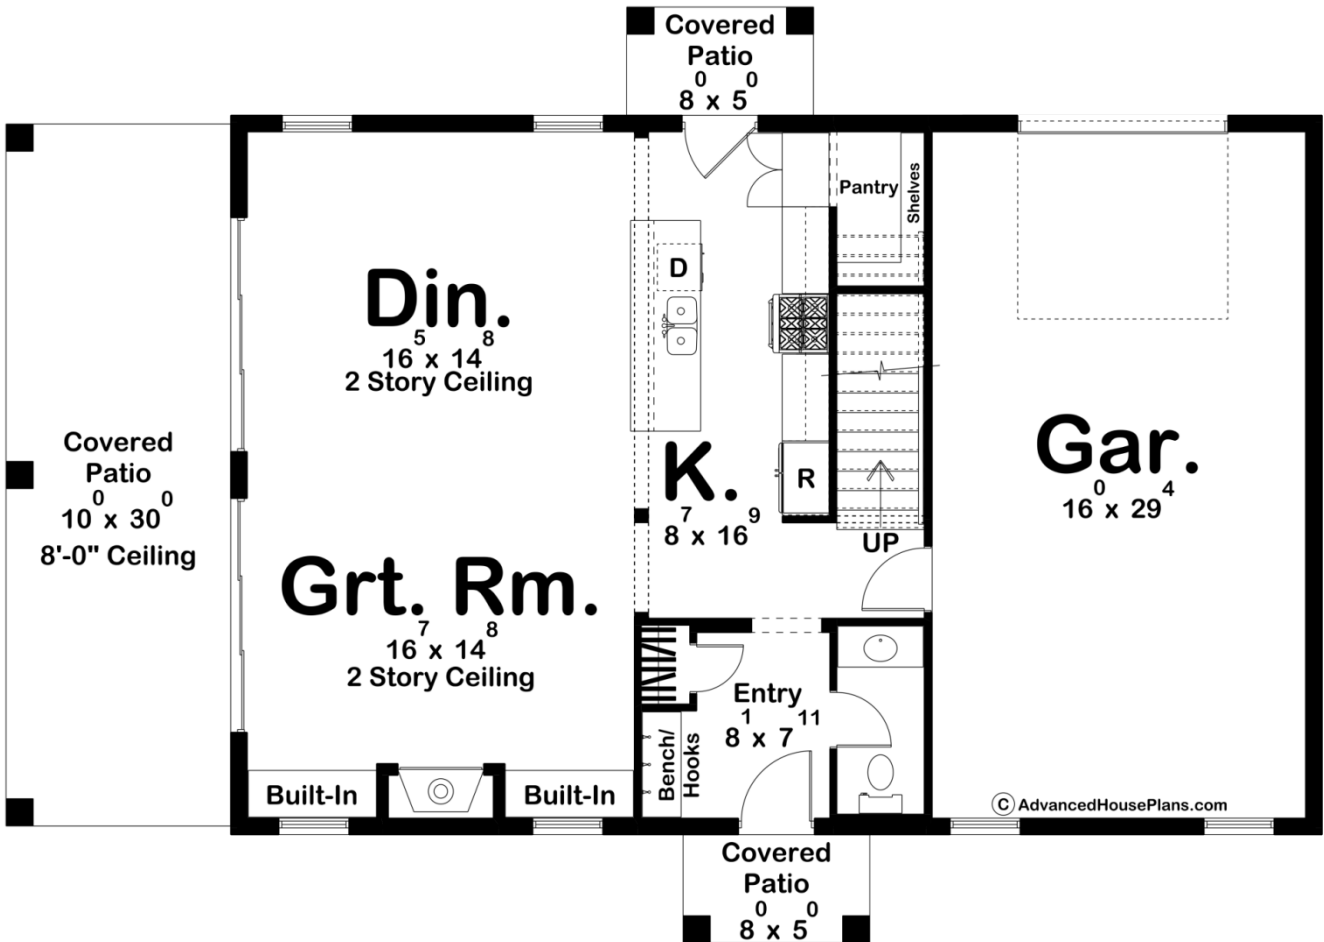 Covered
Patio
8⁰ x 5⁰
Pantry
Shelves
D
Din.
16⁵ x 14⁸
2 Story Ceiling
Covered
Patio
10⁰ x 30⁰
8'-0" Ceiling
K.
8⁷ x 16⁹
R
UP
Gar.
16⁰ x 29⁴
Grt. Rm.
16⁷ x 14⁸
2 Story Ceiling
Entry
8¹ x 7¹¹
Bench/
Hooks
Built-In
Built-In
© AdvancedHousePlans.com
Covered
Patio
8⁰ x 5⁰